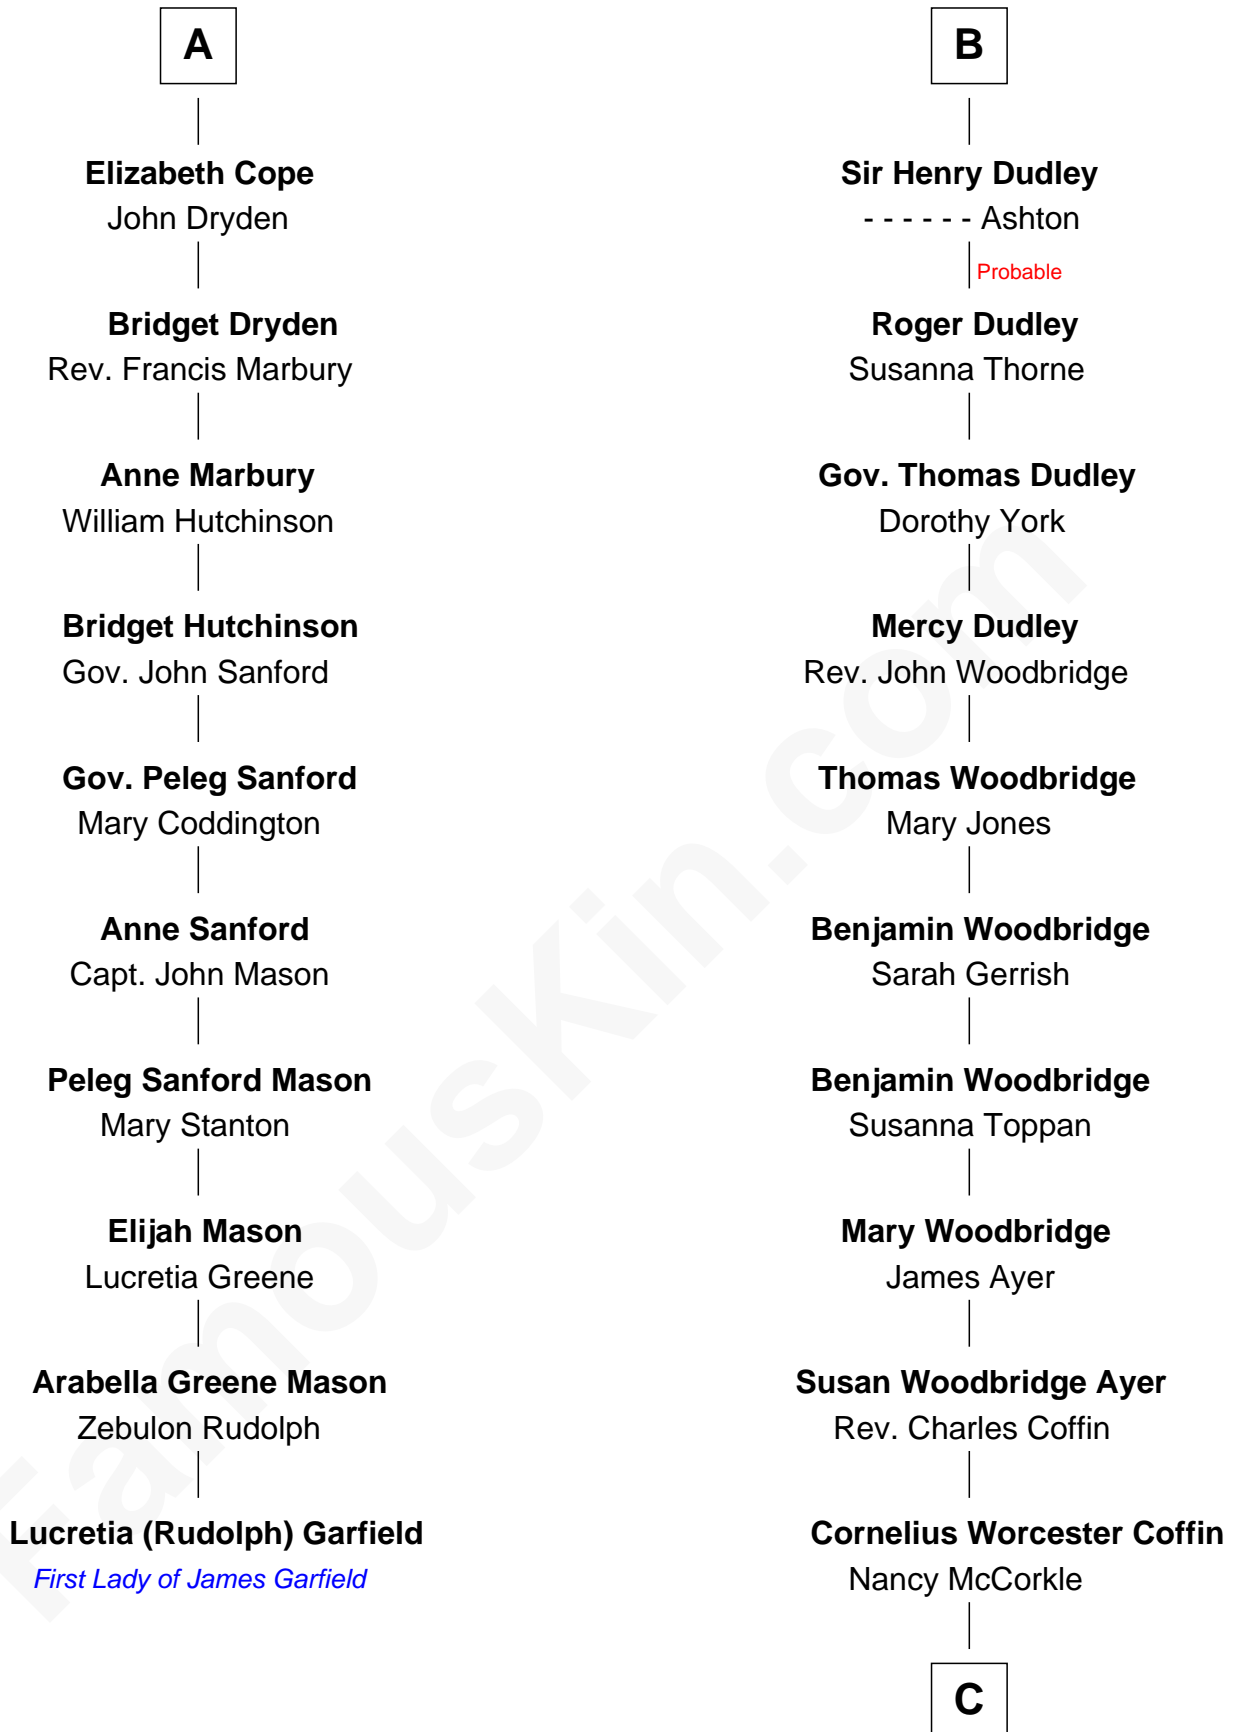 A
Elizabeth Cope
John Dryden
Bridget Dryden
Rev. Francis Marbury
Anne Marbury
William Hutchinson
Bridget Hutchinson
Gov. John Sanford
Gov. Peleg Sanford
Mary Coddington
Anne Sanford
Capt. John Mason
Peleg Sanford Mason
Mary Stanton
Elijah Mason
Lucretia Greene
Arabella Greene Mason
Zebulon Rudolph
Lucretia (Rudolph) Garfield
First Lady of James Garfield
B
Sir Henry Dudley
- - - - - - Ashton
Probable
Roger Dudley
Susanna Thorne
Gov. Thomas Dudley
Dorothy York
Mercy Dudley
Rev. John Woodbridge
Thomas Woodbridge
Mary Jones
Benjamin Woodbridge
Sarah Gerrish
Benjamin Woodbridge
Susanna Toppan
Mary Woodbridge
James Ayer
Susan Woodbridge Ayer
Rev. Charles Coffin
Cornelius Worcester Coffin
Nancy McCorkle
C
FamousKin.com